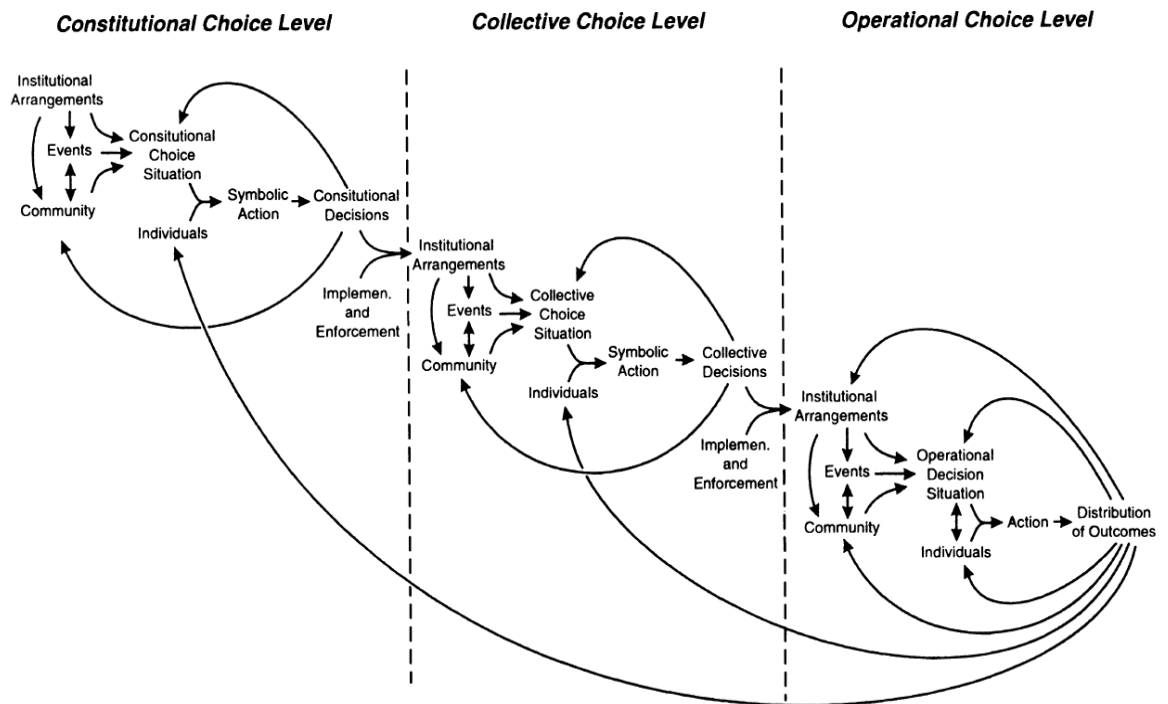 Constitutional Choice Level
Collective Choice Level
Operational Choice Level
Institutional
Arrangements
Events
Community
Consitutional
Choice
Situation
Individuals
Symbolic
Action
Consitutional
Decisions
Implemen.
and
Enforcement
Institutional
Arrangements
Events
Community
Collective
Choice
Situation
Individuals
Symbolic
Action
Collective
Decisions
Implemen.
and
Enforcement
Institutional
Arrangements
Events
Community
Operational
Decision
Situation
Individuals
Action
Distribution
of Outcomes